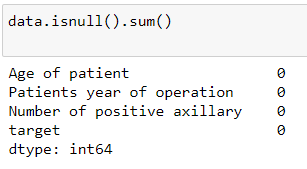 data.isnull().sum()
Age of patient 0
Patients year of operation 0
Number of positive axillary 0
target 0
dtype: int64